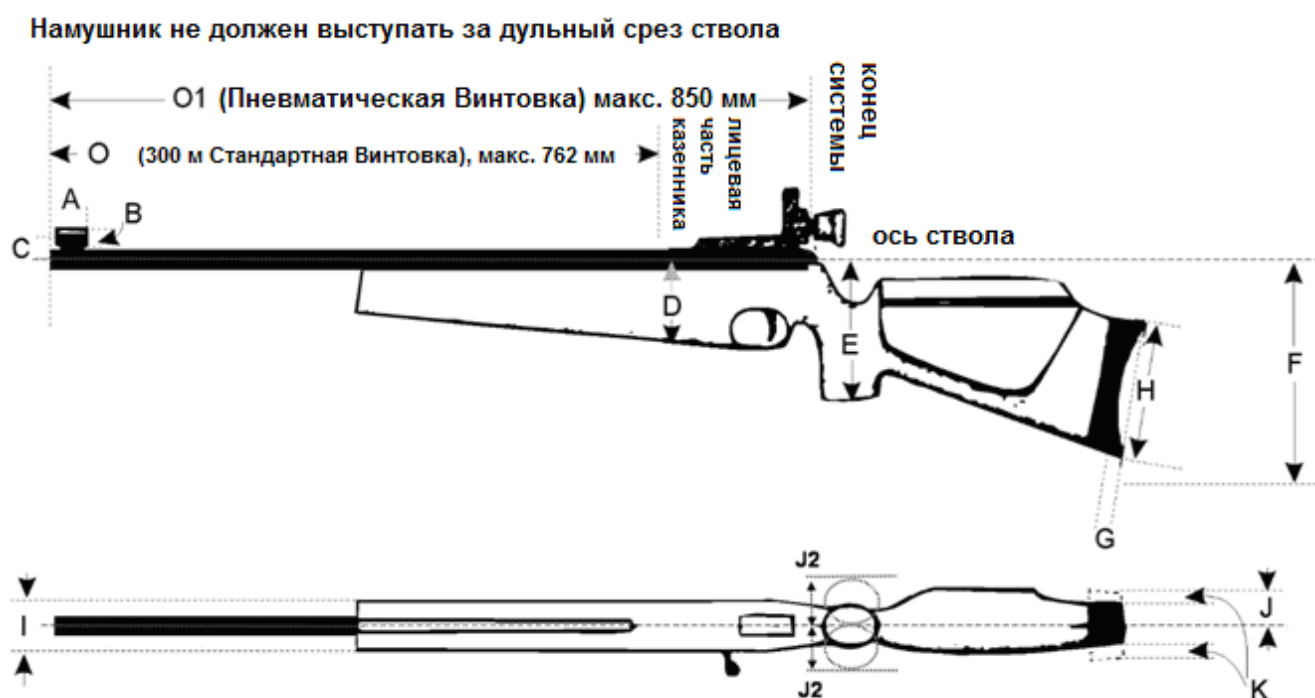 Намушник не должен выступать за дульный срез ствола
O1 (Пневматическая Винтовка) макс. 850 мм
O (300 м Стандартная Винтовка), макс. 762 мм
лицевая
часть
казенника
конец
системы
A
B
C
ось ствола
D
E
F
H
G
J2
I
J
J2
K